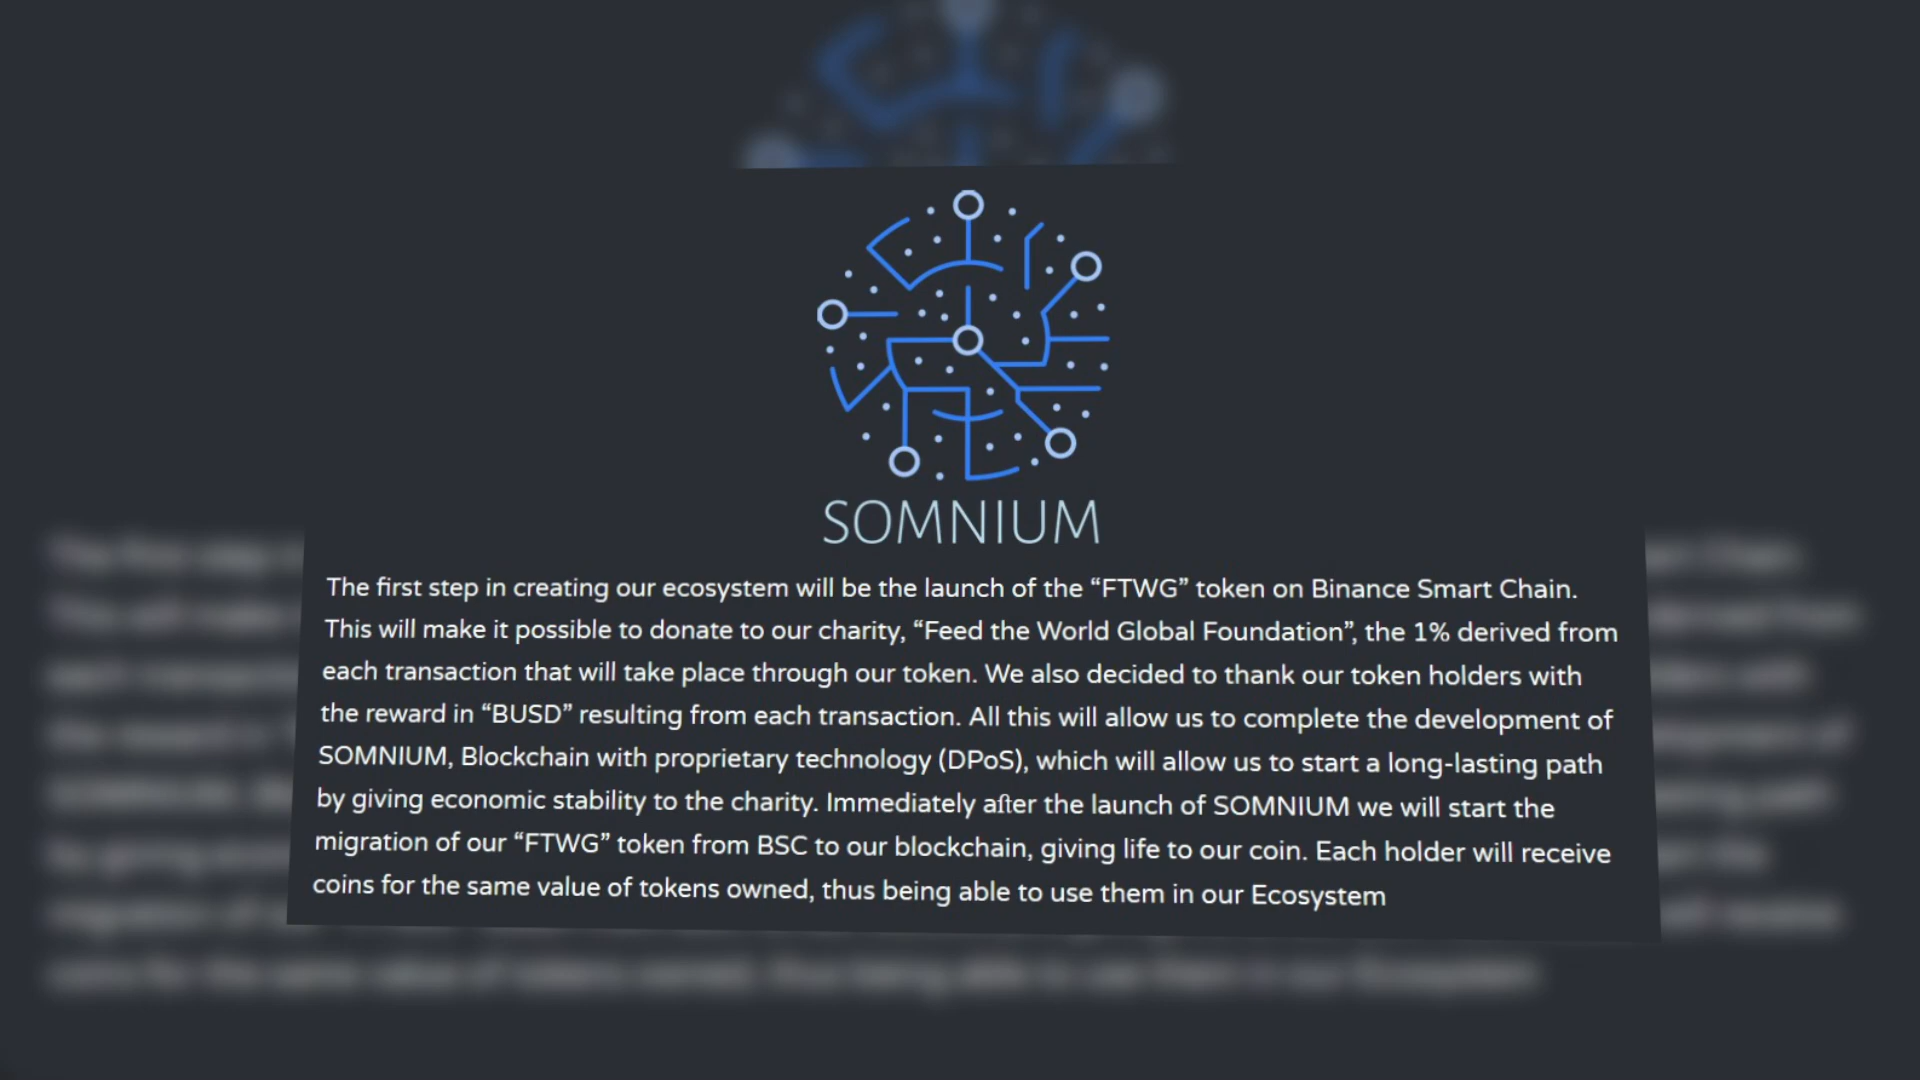 SOMNIUM
The first step in creating our ecosystem will be the launch of the “FTWG” token on Binance Smart Chain.
This will make it possible to donate to our charity, “Feed the World Global Foundation”, the 1% derived from
each transaction that will take place through our token. We also decided to thank our token holders with
the reward in “BUSD” resulting from each transaction. All this will allow us to complete the development of
SOMNIUM, Blockchain with proprietary technology (DPoS), which will allow us to start a long-lasting path
by giving economic stability to the charity. Immediately after the launch of SOMNIUM we will start the
migration of our “FTWG” token from BSC to our blockchain, giving life to our coin. Each holder will receive
coins for the same value of tokens owned, thus being able to use them in our Ecosystem